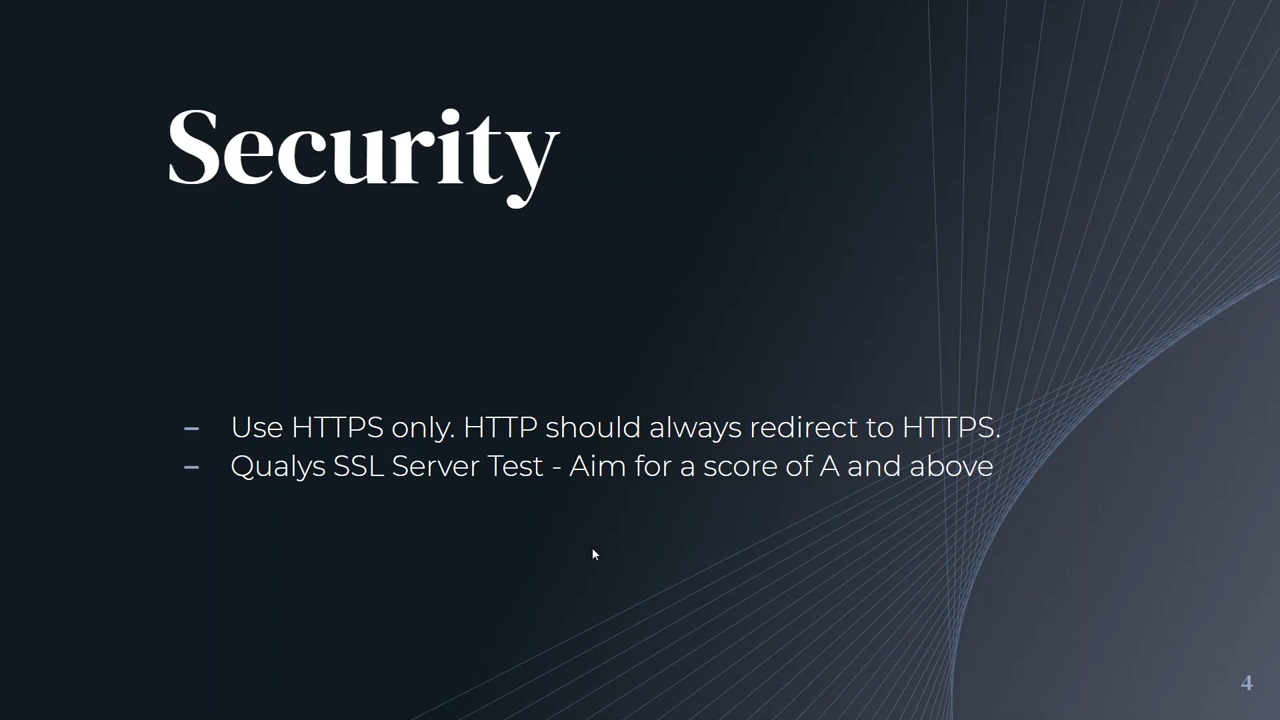 Security
– Use HTTPS only. HTTP should always redirect to HTTPS.
– Qualys SSL Server Test - Aim for a score of A and above
4